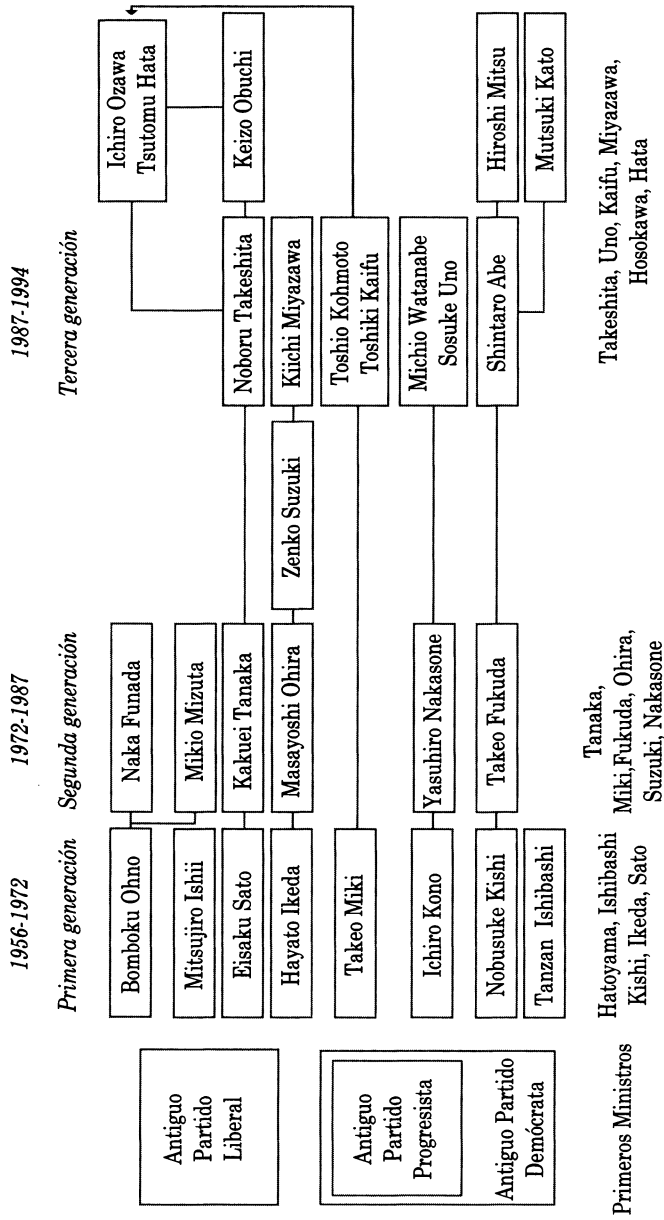 1956-1972
1972-1987
1987-1994
Primera generación
Segunda generación
Tercera generación
Antiguo
Partido
Liberal
Antiguo
Partido
Progresista
Antiguo Partido
Demócrata
Bomboku Ohno
Naka Funada
Mitsujiro Ishii
Mikio Mizuta
Eisaku Sato
Kakuei Tanaka
Noboru Takeshita
Keizo Obuchi
Ichiro Ozawa
Tsutomu Hata
Hayato Ikeda
Masayoshi Ohira
Zenko Suzuki
Kiichi Miyazawa
Takeo Miki
Toshio Kohmoto
Toshiki Kaifu
Ichiro Kono
Yasuhiro Nakasone
Michio Watanabe
Sosuke Uno
Nobusuke Kishi
Takeo Fukuda
Shintaro Abe
Hiroshi Mitsu
Tanzan Ishibashi
Mutsuki Kato
Primeros Ministros
Hatoyama, Ishibashi
Kishi, Ikeda, Sato
Tanaka,
Miki,Fukuda, Ohira,
Suzuki, Nakasone
Takeshita, Uno, Kaifu, Miyazawa,
Hosokawa, Hata